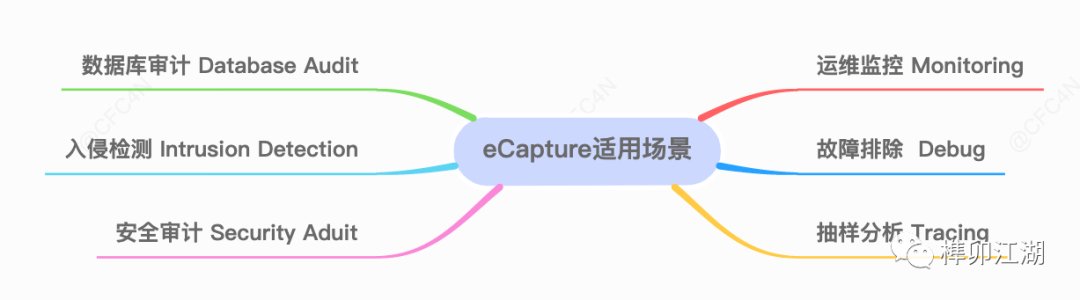 数据库审计 Database Audit
入侵检测 Intrusion Detection
安全审计 Security Aduit
eCapture适用场景
运维监控 Monitoring
故障排除 Debug
抽样分析 Tracing
榫卯江湖
@CFC4N
@CFC4N
@CFC4N